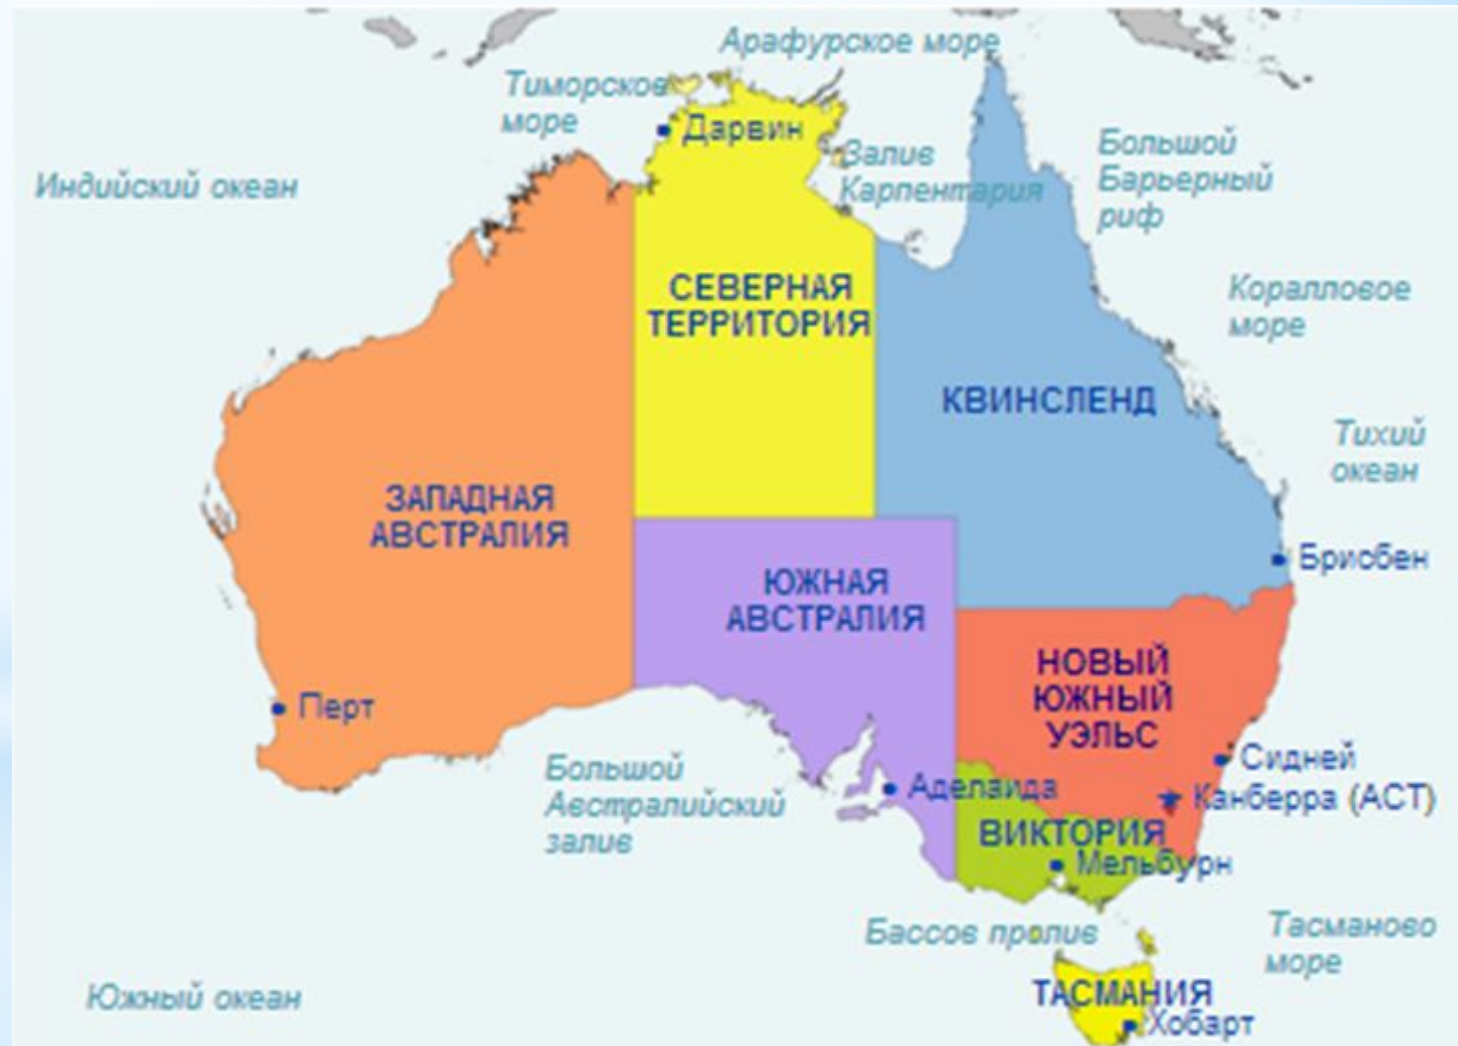 Арафурское море
Тиморское
море
Дарвин
Залив
Карпентария
Большой
Барьерный
риф
Индийский океан
СЕВЕРНАЯ
ТЕРРИТОРИЯ
Коралловое
море
КВИНСЛЕНД
Тихий
океан
ЗАПАДНАЯ
АВСТРАЛИЯ
Брисбен
ЮЖНАЯ
АВСТРАЛИЯ
НОВЫЙ
ЮЖНЫЙ
УЭЛЬС
Перт
Сидней
Большой
Австралийский
залив
Аделаида
Канберра (АСТ)
ВИКТОРИЯ
Мельбурн
Бассов пролив
Тасманово
море
Южный океан
ТАСМАНИЯ
Хобарт